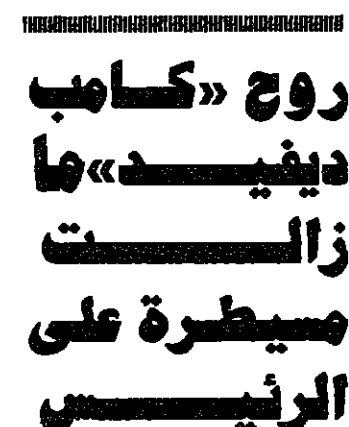 روح «كامب
ديفيد» ما
زالت
مسيطرة على
الرئيس